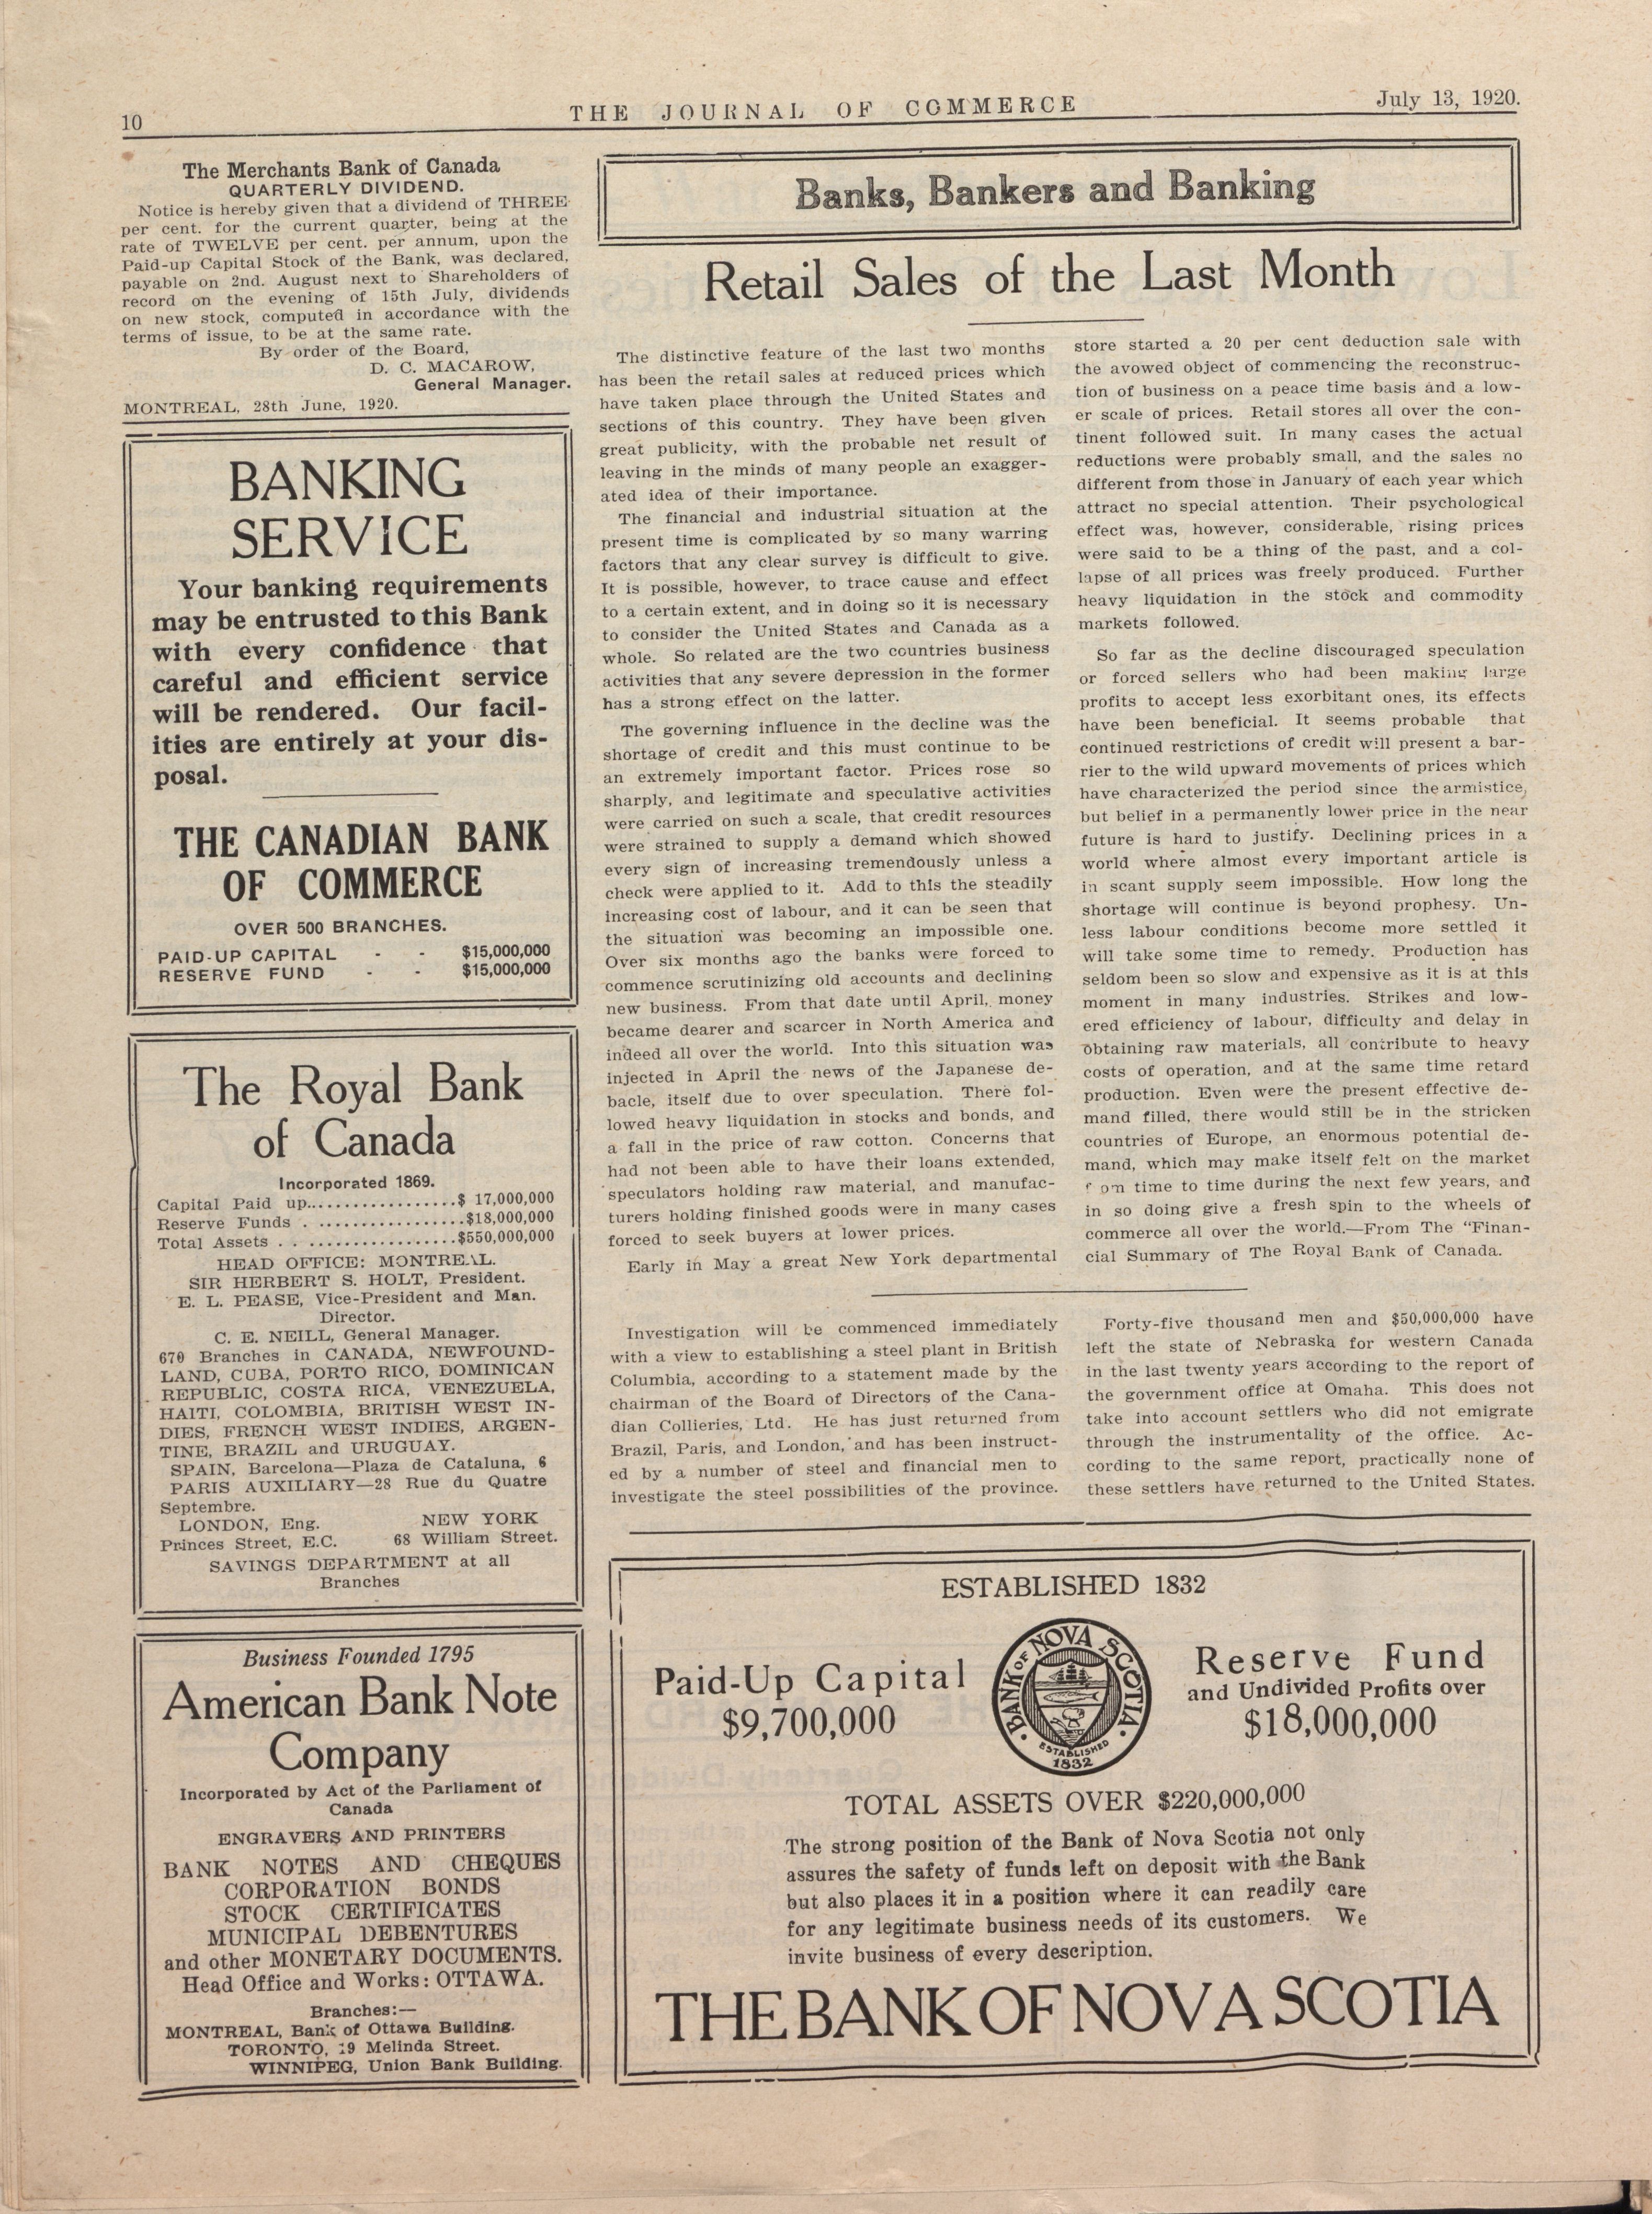 10
THE JOURNAL OF COMMERCE
July 13, 1920.
The Merchants Bank of Canada
QUARTERLY DIVIDEND.
Notice is hereby given that a dividend of THREE
per cent. for the current quarter, being at the
rate of TWELVE per cent. per annum, upon the
Paid-up Capital Stock of the Bank, was declared,
payable on 2nd. August next to Shareholders of
record on the evening of 15th July, dividends
on new stock, computed in accordance with the
terms of issue, to be at the same rate.
By order of the Board,
D. C. MACAROW,
General Manager.
MONTREAL, 28th June, 1920.
BANKING
SERVICE
Your banking requirements
may be entrusted to this Bank
with every confidence that
careful and efficient service
will be rendered. Our facil-
ities are entirely at your dis-
posal.
THE CANADIAN BANK
OF COMMERCE
OVER 500 BRANCHES.
PAID-UP CAPITAL - - $15,000,000
RESERVE FUND - - $15,000,000
The Royal Bank
of Canada
Incorporated 1869.
Capital Paid up..................$ 17,000,000
Reserve Funds . ..................$18,000,000
Total Assets . . ..................$550,000,000
HEAD OFFICE: MONTREAL.
SIR HERBERT S. HOLT, President.
E. L. PEASE, Vice-President and Man.
Director.
C. E. NEILL, General Manager.
670 Branches in CANADA, NEWFOUND-
LAND, CUBA, PORTO RICO, DOMINICAN
REPUBLIC, COSTA RICA, VENEZUELA,
HAITI, COLOMBIA, BRITISH WEST IN-
DIES, FRENCH WEST INDIES, ARGEN-
TINE, BRAZIL and URUGUAY.
SPAIN, Barcelona—Plaza de Cataluna, 6
PARIS AUXILIARY—28 Rue du Quatre
Septembre.
LONDON, Eng. NEW YORK
Princes Street, E.C. 68 William Street.
SAVINGS DEPARTMENT at all
Branches
Business Founded 1795
American Bank Note
Company
Incorporated by Act of the Parliament of
Canada
ENGRAVERS AND PRINTERS
BANK NOTES AND CHEQUES
CORPORATION BONDS
STOCK CERTIFICATES
MUNICIPAL DEBENTURES
and other MONETARY DOCUMENTS.
Head Office and Works: OTTAWA.
Branches:—
MONTREAL, Bank of Ottawa Building.
TORONTO, 19 Melinda Street.
WINNIPEG, Union Bank Building.
Banks, Bankers and Banking
Retail Sales of the Last Month
The distinctive feature of the last two months
has been the retail sales at reduced prices which
have taken place through the United States and
sections of this country. They have been given
great publicity, with the probable net result of
leaving in the minds of many people an exagger-
ated idea of their importance.
The financial and industrial situation at the
present time is complicated by so many warring
factors that any clear survey is difficult to give.
It is possible, however, to trace cause and effect
to a certain extent, and in doing so it is necessary
to consider the United States and Canada as a
whole. So related are the two countries business
activities that any severe depression in the former
has a strong effect on the latter.
The governing influence in the decline was the
shortage of credit and this must continue to be
an extremely important factor. Prices rose so
sharply, and legitimate and speculative activities
were carried on such a scale, that credit resources
were strained to supply a demand which showed
every sign of increasing tremendously unless a
check were applied to it. Add to this the steadily
increasing cost of labour, and it can be seen that
the situation was becoming an impossible one.
Over six months ago the banks were forced to
commence scrutinizing old accounts and declining
new business. From that date until April, money
became dearer and scarcer in North America and
indeed all over the world. Into this situation was
injected in April the news of the Japanese de-
bacle, itself due to over speculation. There fol-
lowed heavy liquidation in stocks and bonds, and
a fall in the price of raw cotton. Concerns that
had not been able to have their loans extended,
speculators holding raw material, and manufac-
turers holding finished goods were in many cases
forced to seek buyers at lower prices.
Early in May a great New York departmental
store started a 20 per cent deduction sale with
the avowed object of commencing the reconstruc-
tion of business on a peace time basis and a low-
er scale of prices. Retail stores all over the con-
tinent followed suit. In many cases the actual
reductions were probably small, and the sales no
different from those in January of each year which
attract no special attention. Their psychological
effect was, however, considerable, rising prices
were said to be a thing of the past, and a col-
lapse of all prices was freely produced. Further
heavy liquidation in the stock and commodity
markets followed.
So far as the decline discouraged speculation
or forced sellers who had been making large
profits to accept less exorbitant ones, its effects
have been beneficial. It seems probable that
continued restrictions of credit will present a bar-
rier to the wild upward movements of prices which
have characterized the period since the armistice,
but belief in a permanently lower price in the near
future is hard to justify. Declining prices in a
world where almost every important article is
in scant supply seem impossible. How long the
shortage will continue is beyond prophesy. Un-
less labour conditions become more settled it
will take some time to remedy. Production has
seldom been so slow and expensive as it is at this
moment in many industries. Strikes and low-
ered efficiency of labour, difficulty and delay in
obtaining raw materials, all contribute to heavy
costs of operation, and at the same time retard
production. Even were the present effective de-
mand filled, there would still be in the stricken
countries of Europe, an enormous potential de-
mand, which may make itself felt on the market
f om time to time during the next few years, and
in so doing give a fresh spin to the wheels of
commerce all over the world.—From The "Finan-
cial Summary of The Royal Bank of Canada.
Investigation will be commenced immediately
with a view to establishing a steel plant in British
Columbia, according to a statement made by the
chairman of the Board of Directors of the Cana-
dian Collieries, Ltd. He has just returned from
Brazil, Paris, and London, and has been instruct-
ed by a number of steel and financial men to
investigate the steel possibilities of the province.
Forty-five thousand men and $50,000,000 have
left the state of Nebraska for western Canada
in the last twenty years according to the report of
the government office at Omaha. This does not
take into account settlers who did not emigrate
through the instrumentality of the office. Ac-
cording to the same report, practically none of
these settlers have returned to the United States.
ESTABLISHED 1832
Paid-Up Capital
$9,700,000
BANK OF NOVA SCOTIA
ESTABLISHED
1832
Reserve Fund
and Undivided Profits over
$18,000,000
TOTAL ASSETS OVER $220,000,000
The strong position of the Bank of Nova Scotia not only
assures the safety of funds left on deposit with the Bank
but also places it in a position where it can readily care
for any legitimate business needs of its customers. We
invite business of every description.
THE BANK OF NOVA SCOTIA